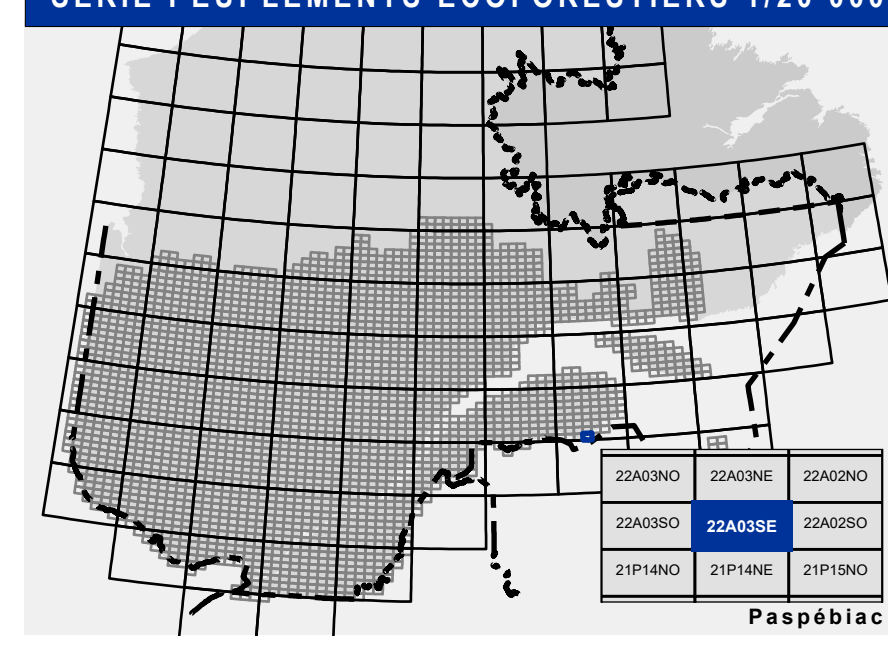 SÉRIE PEUPLEMENTS ÉCOFORESTIERS 1/20 000
22A03NO 22A03NE 22A02NO
22A03SO 22A03SE 22A02SO
21P14NO 21P14NE 21P15NO
Paspébiac